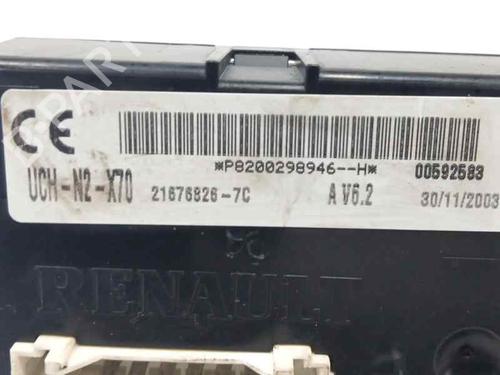 CE
*P8200298946--H* 00592583
UCH-N2-X70 21676826-7C A V6.2 30/11/2003
RENAULT